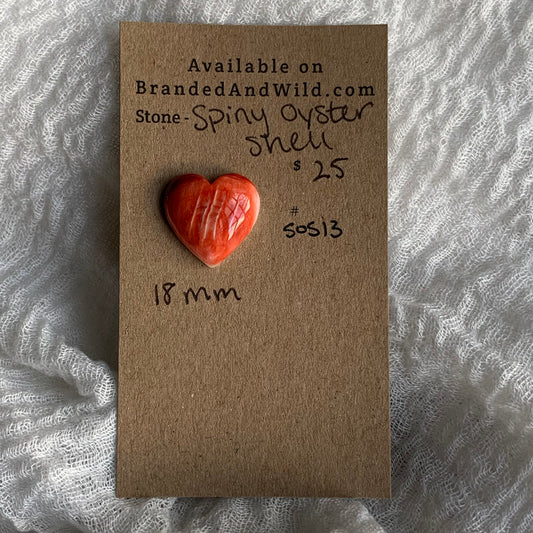 Available on
BrandedAndWild.com
Stone - Spiny Oyster
Shell
$ 25
#
SOS13
18 mm